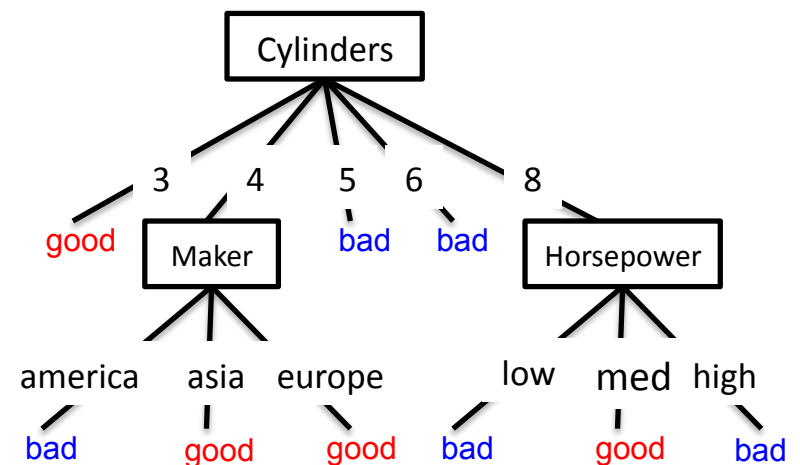 Cylinders
3 4 5 6 8
good Maker bad bad Horsepower
america asia europe low med high
bad good good bad good bad